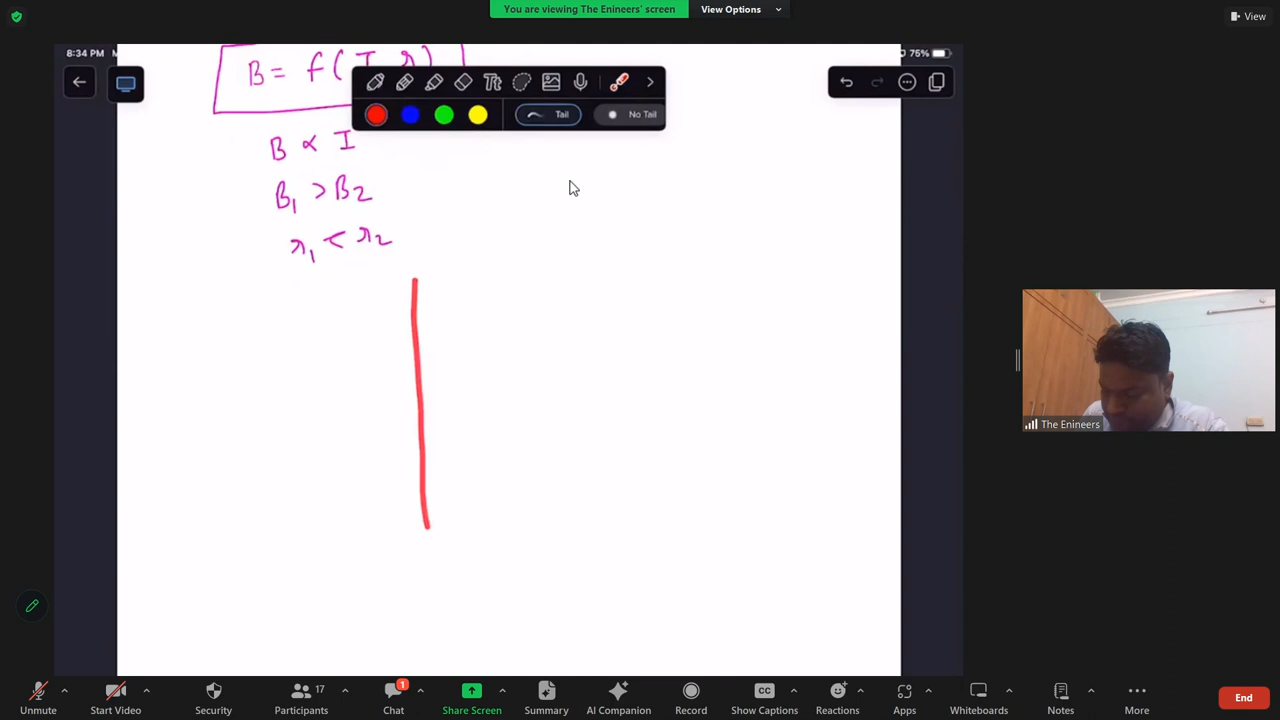 You are viewing The Enineers' screen
View Options
View
8:34 PM M
75%
B = f(I, r)
Tt
Tail
No Tail
B ∝ I
B₁ > B₂
r₁ < r₂
The Enineers
17
1
CC
Unmute
Start Video
Security
Participants
Chat
Share Screen
Summary
AI Companion
Record
Show Captions
Reactions
Apps
Whiteboards
Notes
More
End